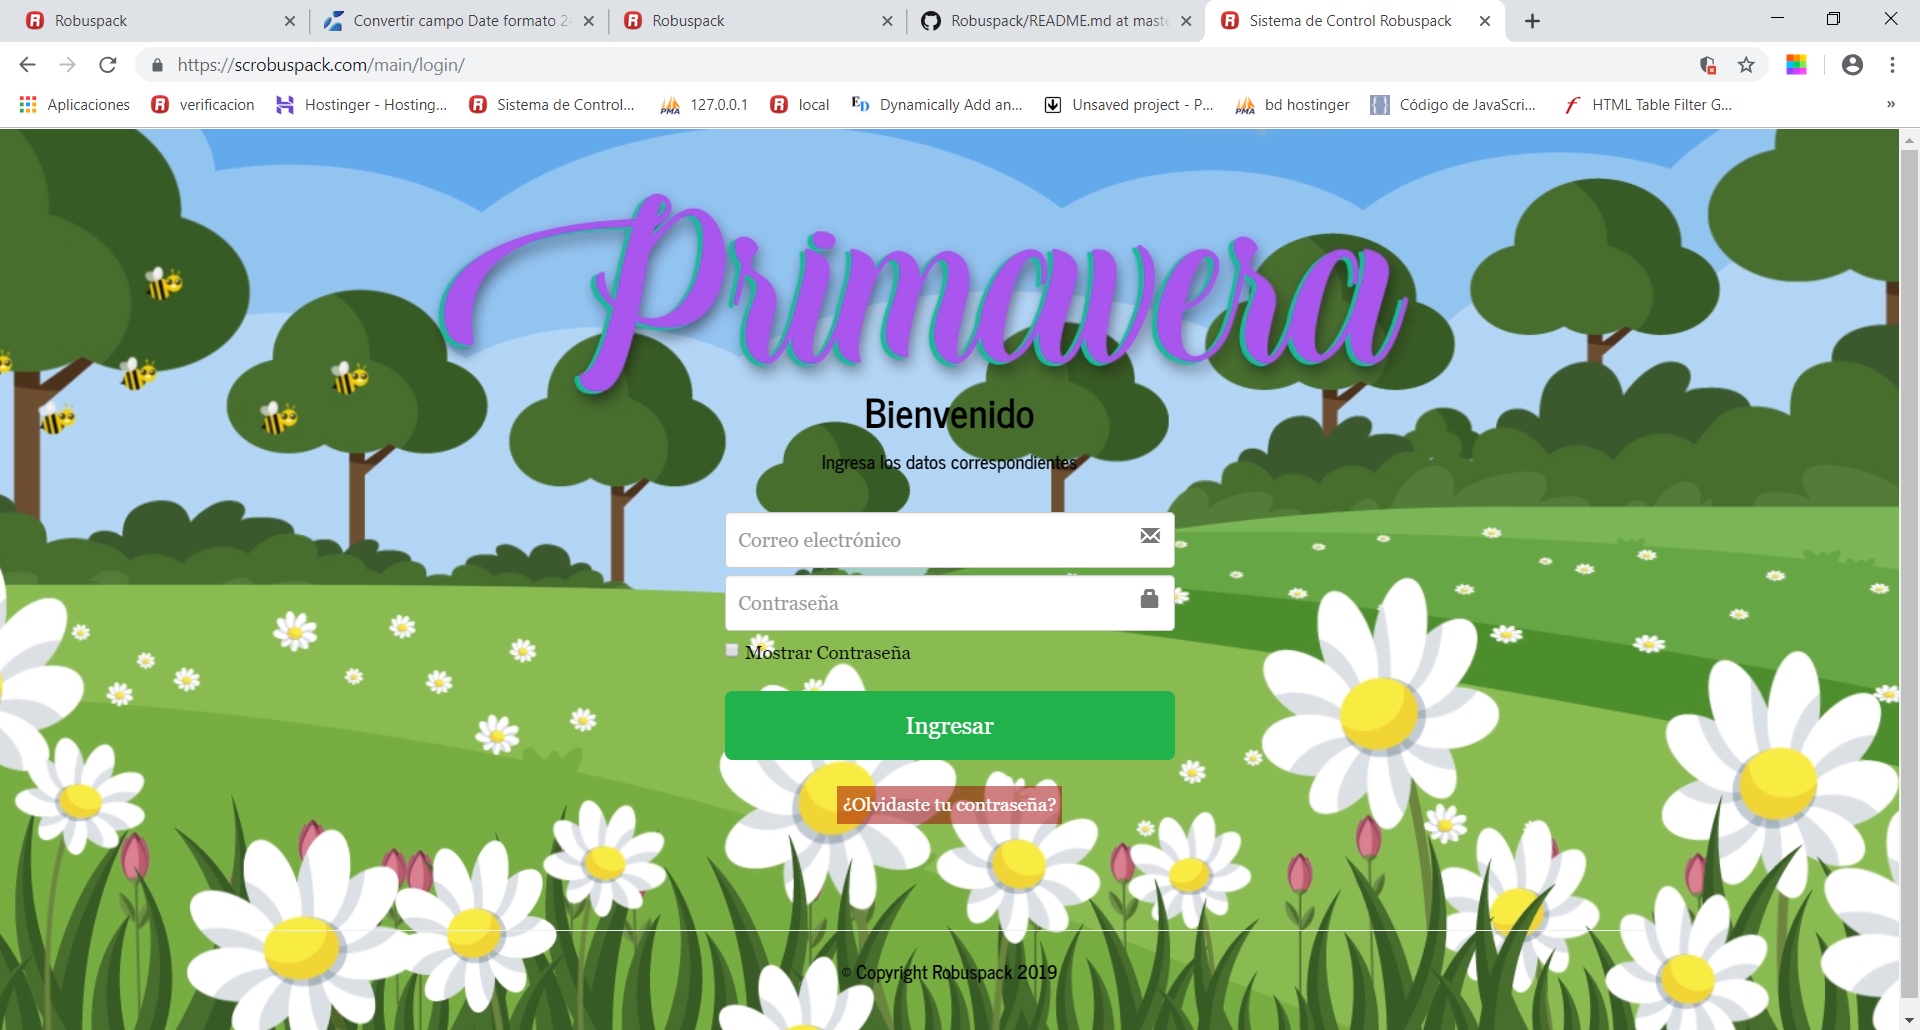 Robuspack
Convertir campo Date formato 24
Robuspack
Robuspack/README.md at maste
Sistema de Control Robuspack
https://scrobuspack.com/main/login/
Aplicaciones
verificacion
Hostinger - Hosting...
Sistema de Control...
127.0.0.1
local
Dynamically Add an...
Unsaved project - P...
bd hostinger
Código de JavaScri...
HTML Table Filter G...
»
Primavera
Bienvenido
Ingresa los datos correspondientes
Correo electrónico
Contraseña
Mostrar Contraseña
Ingresar
¿Olvidaste tu contraseña?
© Copyright Robuspack 2019